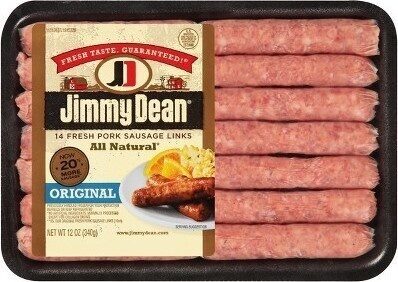 FRESH TASTE. GUARANTEED!®
JD
Jimmy Dean®
14 FRESH PORK SAUSAGE LINKS
All Natural*
NOW
20%
MORE
ORIGINAL
NET WT 12 OZ (340g)
www.jimmydean.com
SERVING SUGGESTION